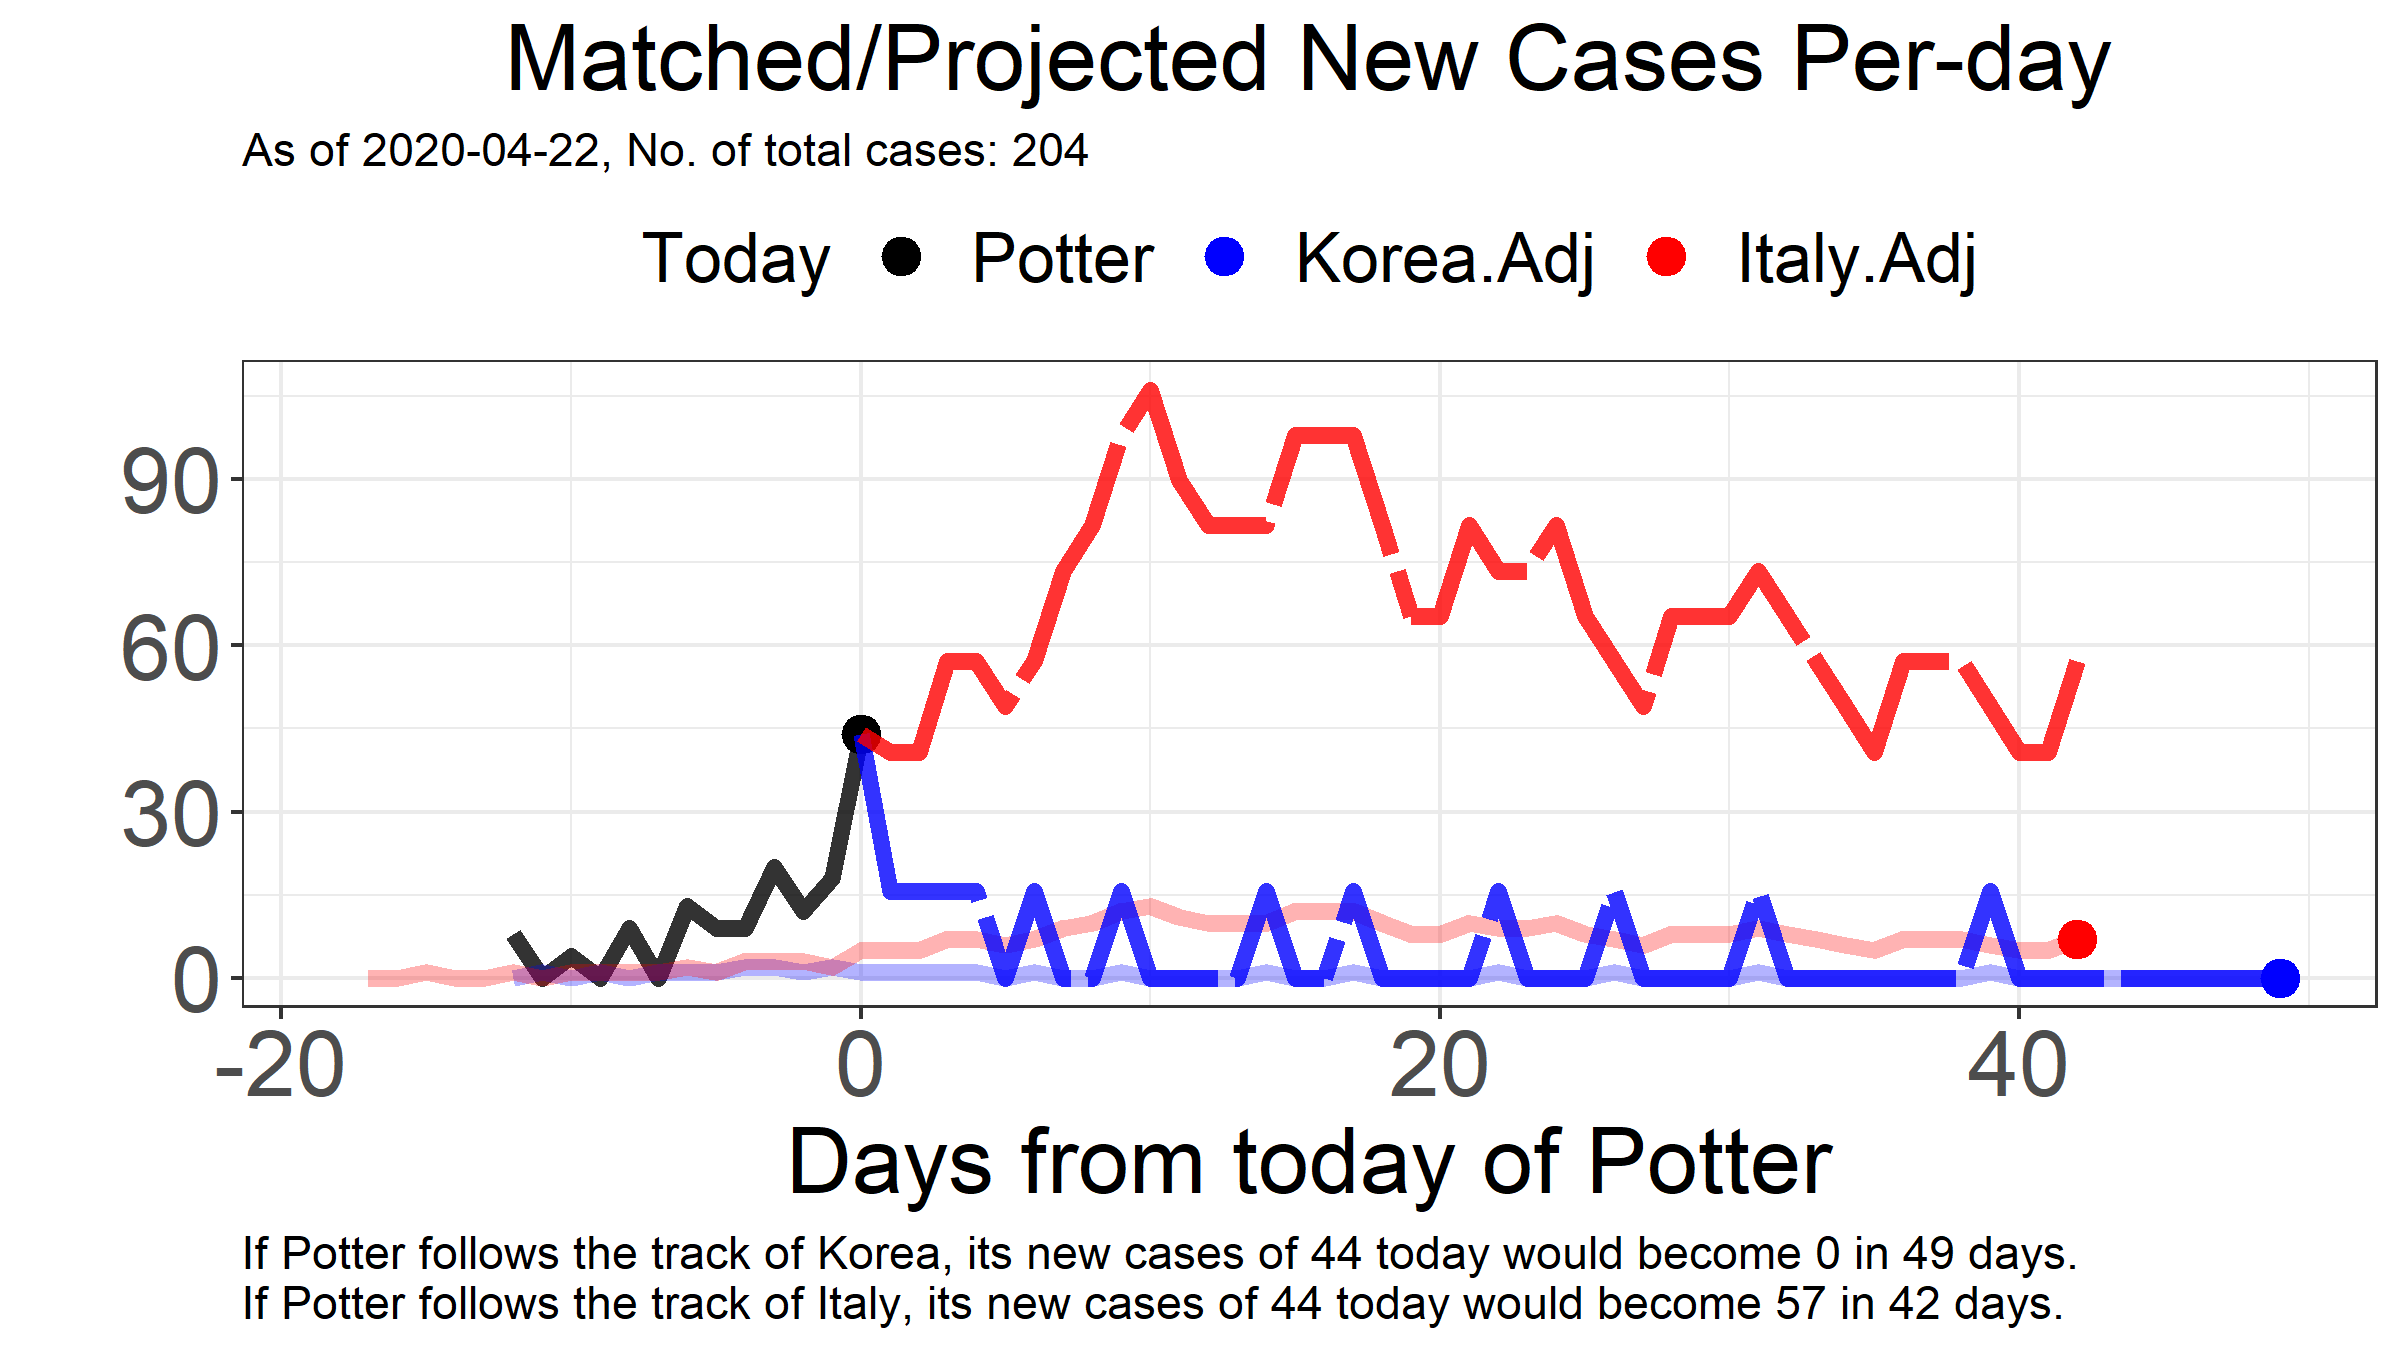 Matched/Projected New Cases Per-day
As of 2020-04-22, No. of total cases: 204
Today Potter Korea.Adj Italy.Adj
90
60
30
0
-20 0 20 40
Days from today of Potter
If Potter follows the track of Korea, its new cases of 44 today would become 0 in 49 days.
If Potter follows the track of Italy, its new cases of 44 today would become 57 in 42 days.